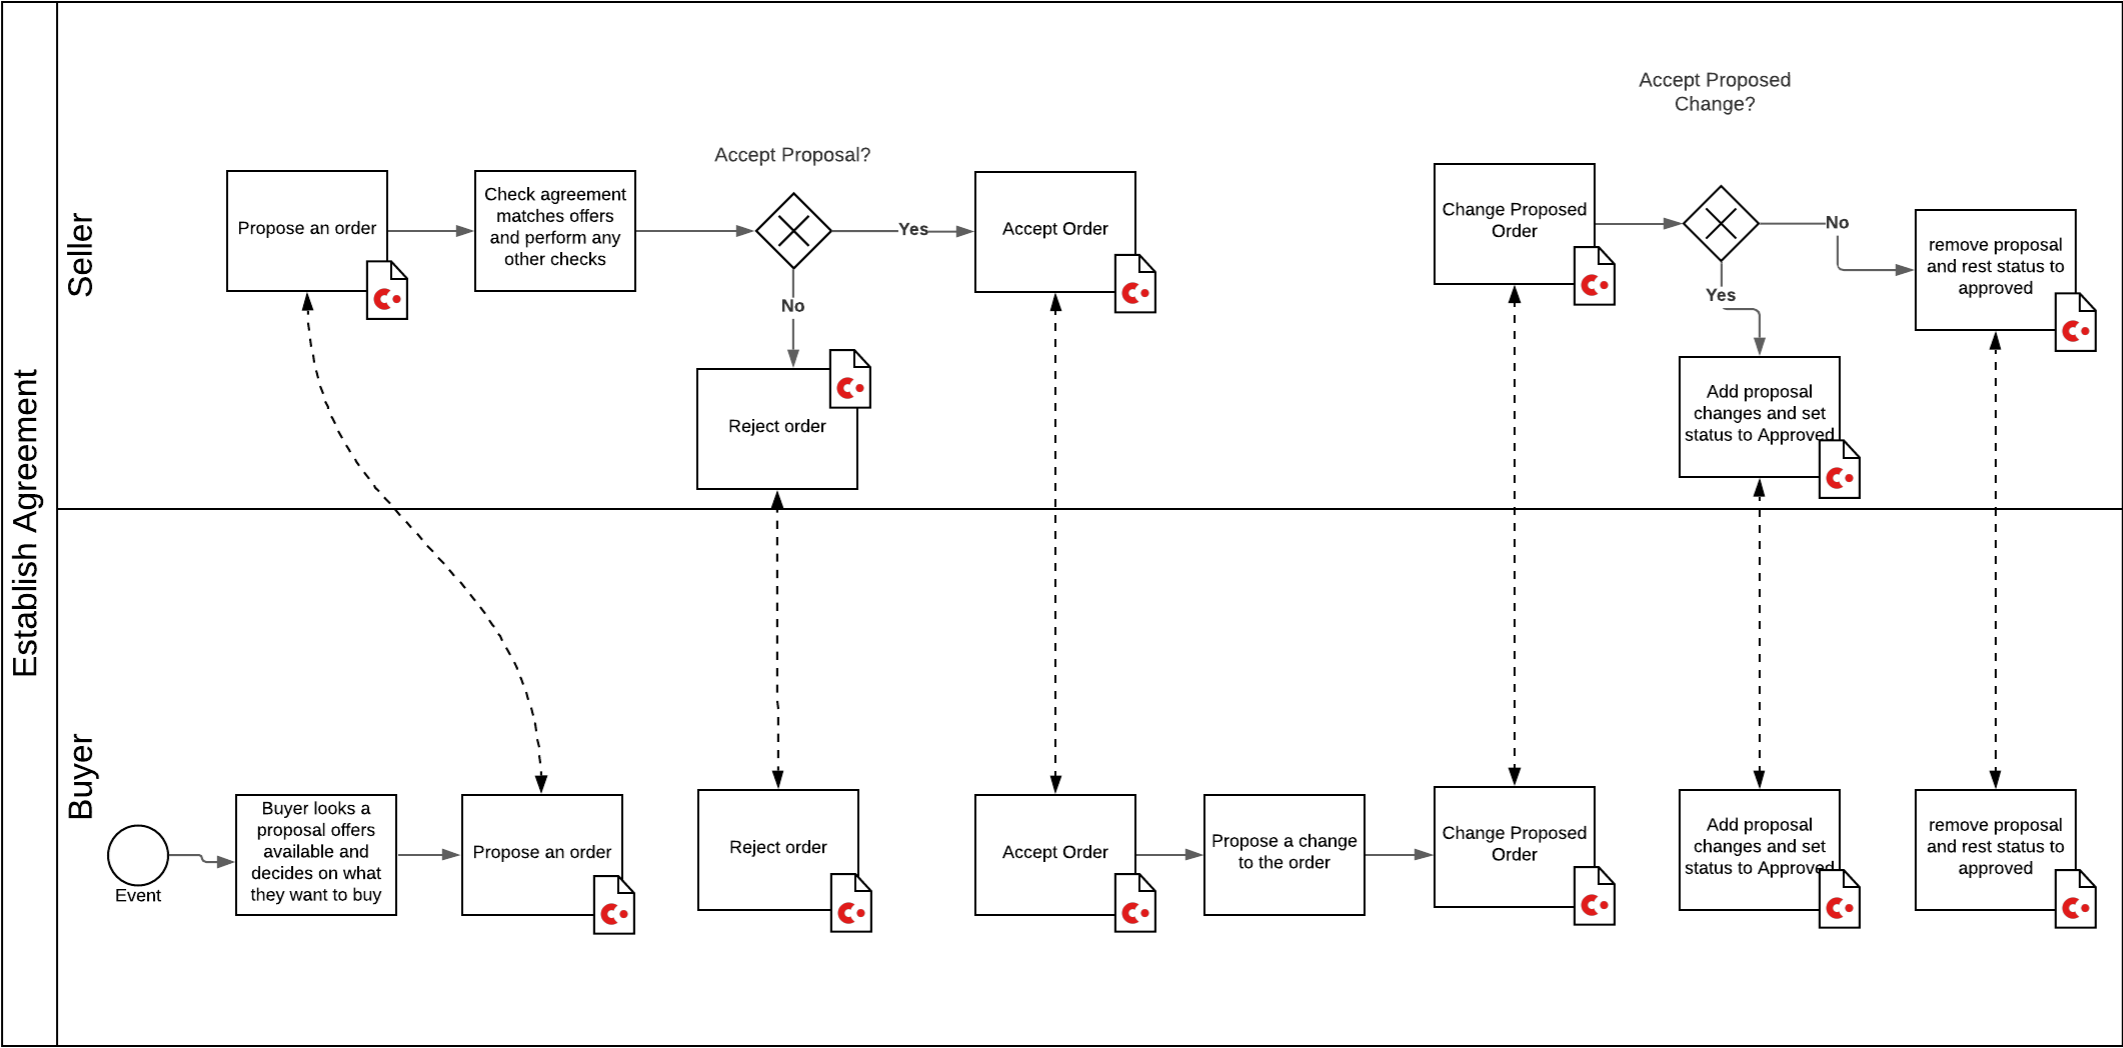 Establish Agreement
Seller
Propose an order
Check agreement
matches offers
and perform any
other checks
Accept Proposal?
Yes
No
Accept Order
Reject order
Change Proposed
Order
Accept Proposed
Change?
No
Yes
remove proposal
and rest status to
approved
Add proposal
changes and set
status to Approved
Buyer
Event
Buyer looks a
proposal offers
available and
decides on what
they want to buy
Propose an order
Reject order
Accept Order
Propose a change
to the order
Change Proposed
Order
Add proposal
changes and set
status to Approved
remove proposal
and rest status to
approved